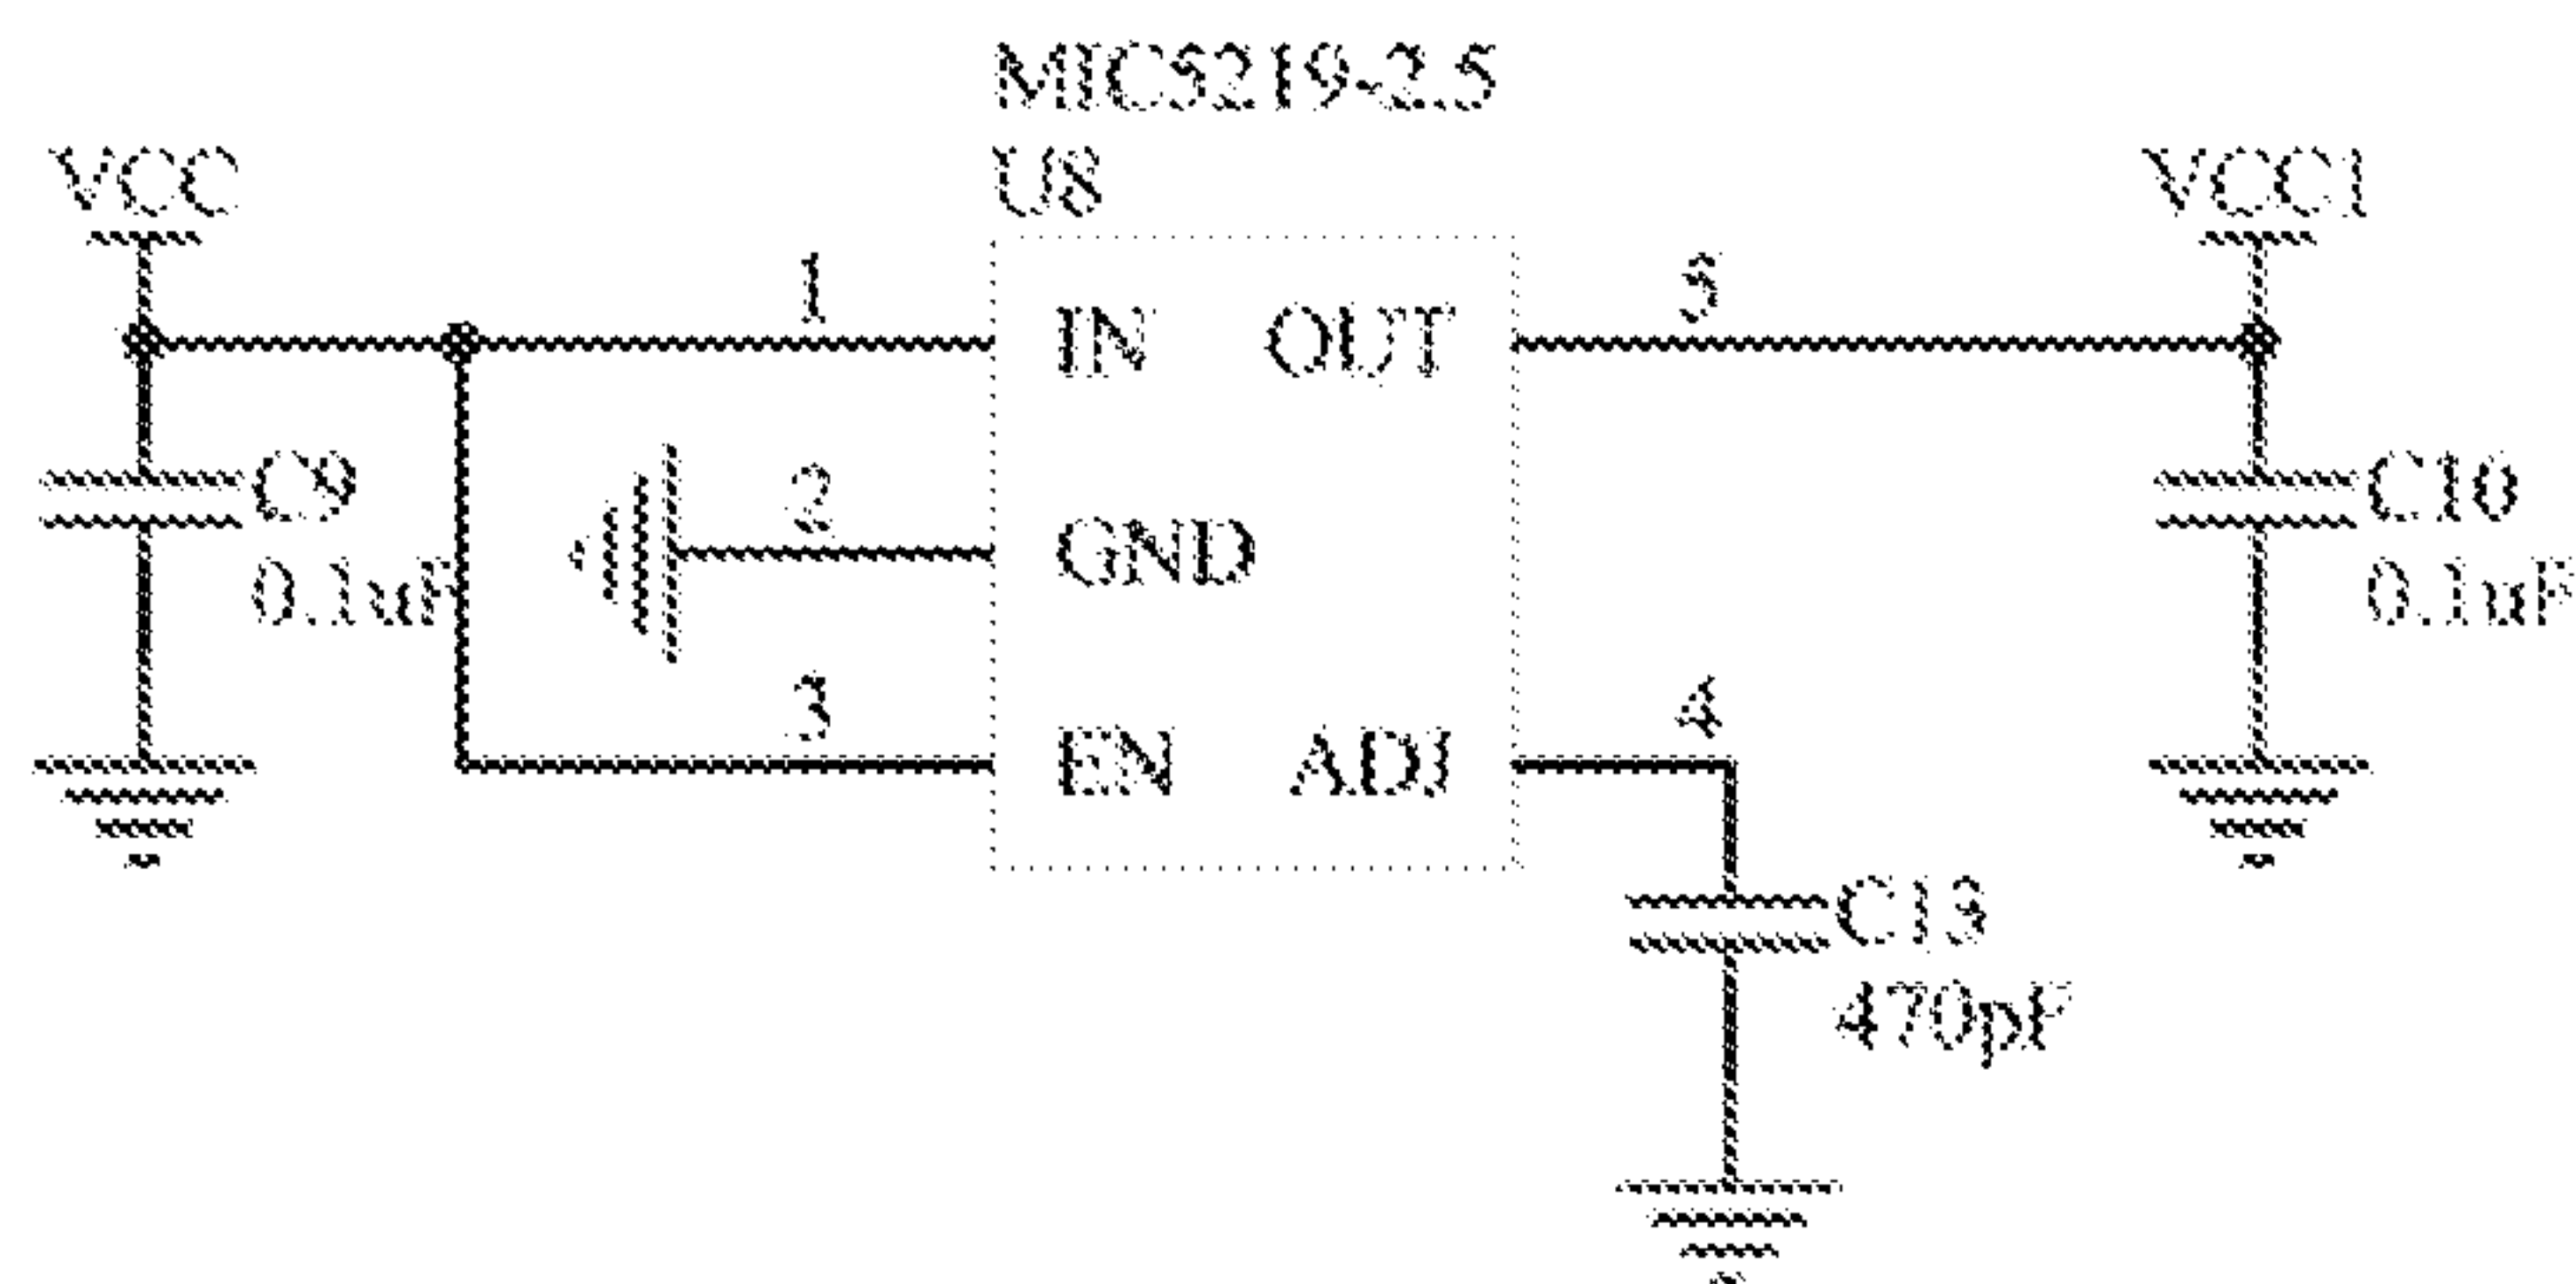 MIC5219-2.5
U8
VCC
VCC1
1
5
IN
OUT
C9
0.1uF
2
GND
C10
0.1uF
3
4
EN
ADJ
C13
470pF